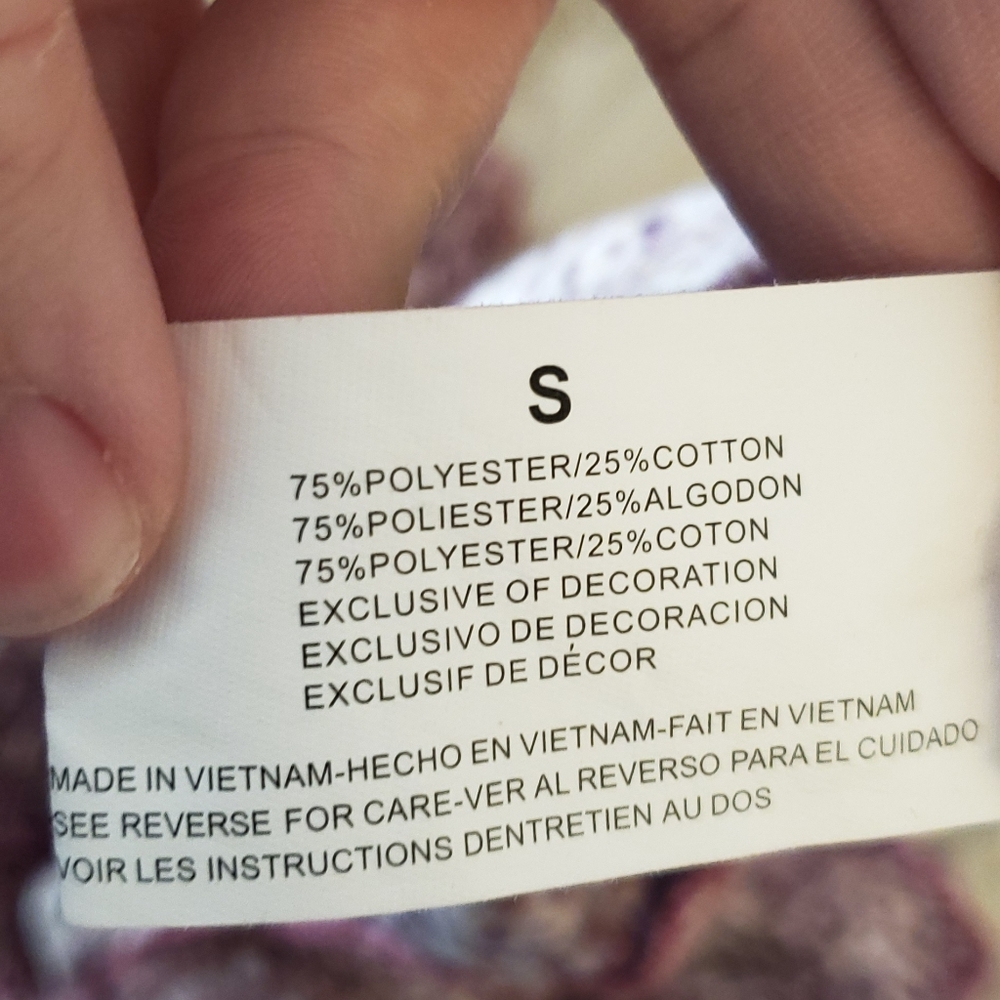 S
75%POLYESTER/25%COTTON
75%POLIESTER/25%ALGODON
75%POLYESTER/25%COTON
EXCLUSIVE OF DECORATION
EXCLUSIVO DE DECORACION
EXCLUSIF DE DÉCOR
MADE IN VIETNAM-HECHO EN VIETNAM-FAIT EN VIETNAM
SEE REVERSE FOR CARE-VER AL REVERSO PARA EL CUIDADO
VOIR LES INSTRUCTIONS DENTRETIEN AU DOS